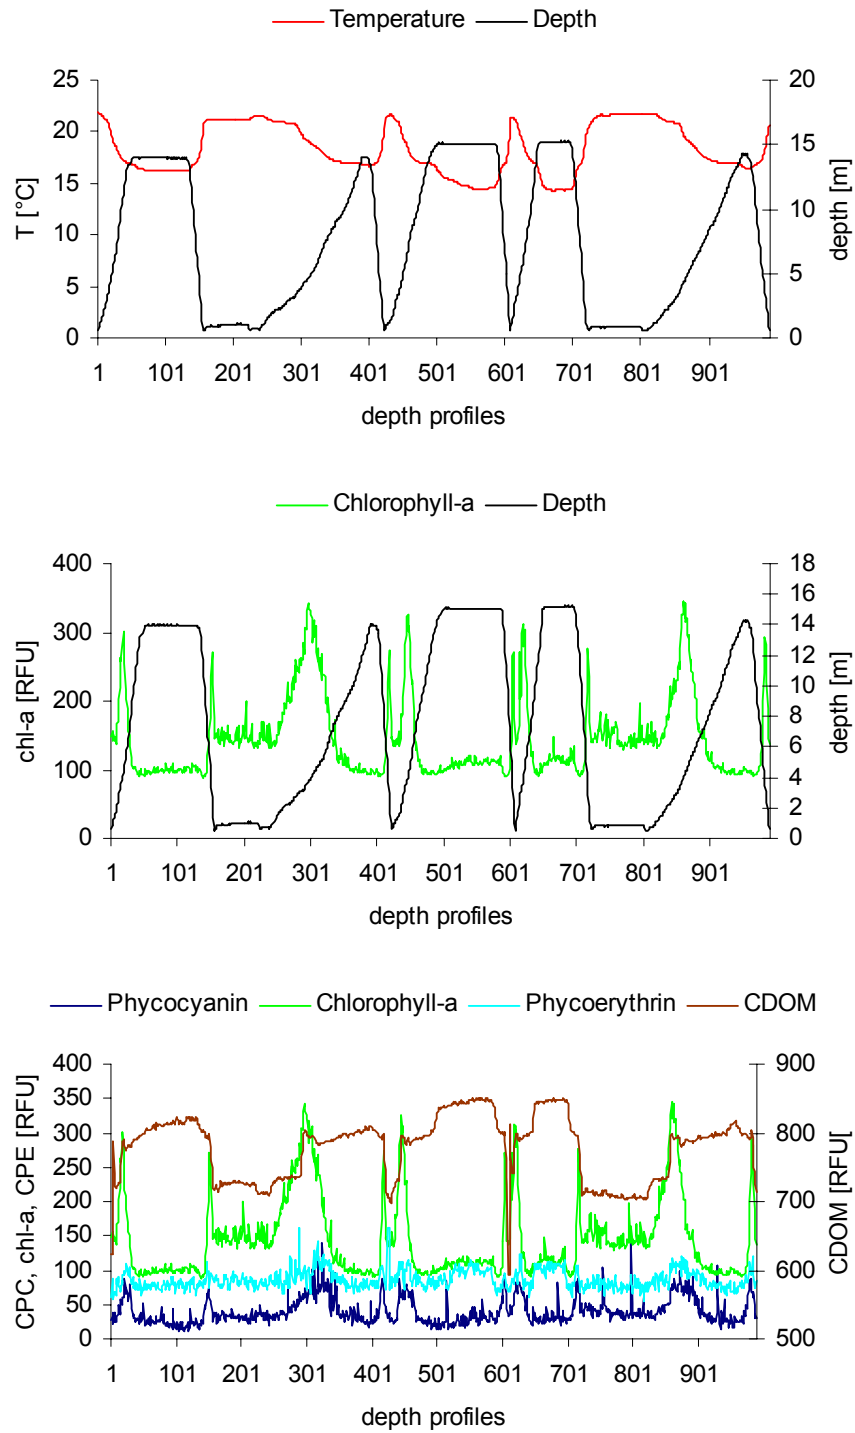 Temperature Depth
25 20
20 15
15 10
10 5
5 0
0
T [°C]
depth [m]
1 101 201 301 401 501 601 701 801 901
depth profiles
Chlorophyll-a Depth
400 18
300 16
200 14
100 12
0 10
8
6
4
2
0
chl-a [RFU]
depth [m]
1 101 201 301 401 501 601 701 801 901
depth profiles
Phycocyanin Chlorophyll-a Phycoerythrin CDOM
400 900
350 800
300 700
250 600
200 500
150
100
50
0
CPC, chl-a, CPE [RFU]
CDOM [RFU]
1 101 201 301 401 501 601 701 801 901
depth profiles